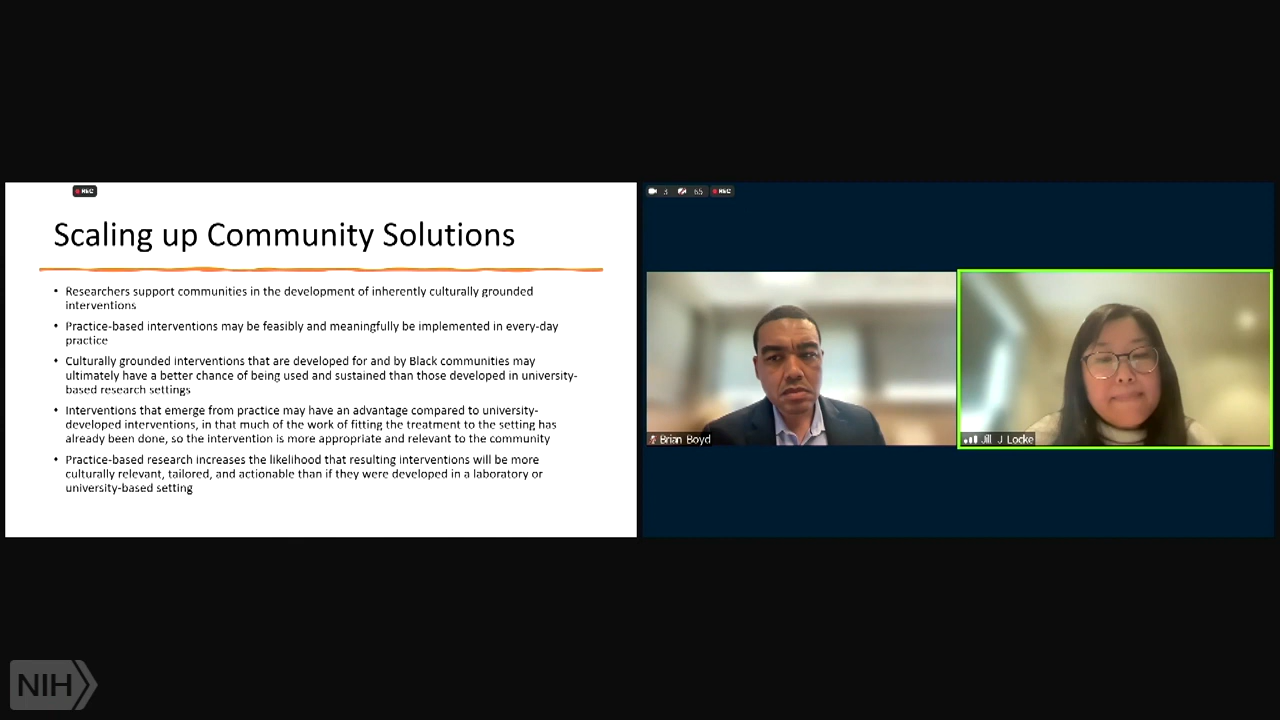 REC
Scaling up Community Solutions
• Researchers support communities in the development of inherently culturally grounded
interventions
• Practice-based interventions may be feasibly and meaningfully be implemented in every-day
practice
• Culturally grounded interventions that are developed for and by Black communities may
ultimately have a better chance of being used and sustained than those developed in university-
based research settings
• Interventions that emerge from practice may have an advantage compared to university-
developed interventions, in that much of the work of fitting the treatment to the setting has
already been done, so the intervention is more appropriate and relevant to the community
• Practice-based research increases the likelihood that resulting interventions will be more
culturally relevant, tailored, and actionable than if they were developed in a laboratory or
university-based setting
3 65 REC
Brian Boyd
Jill J Locke
NIH